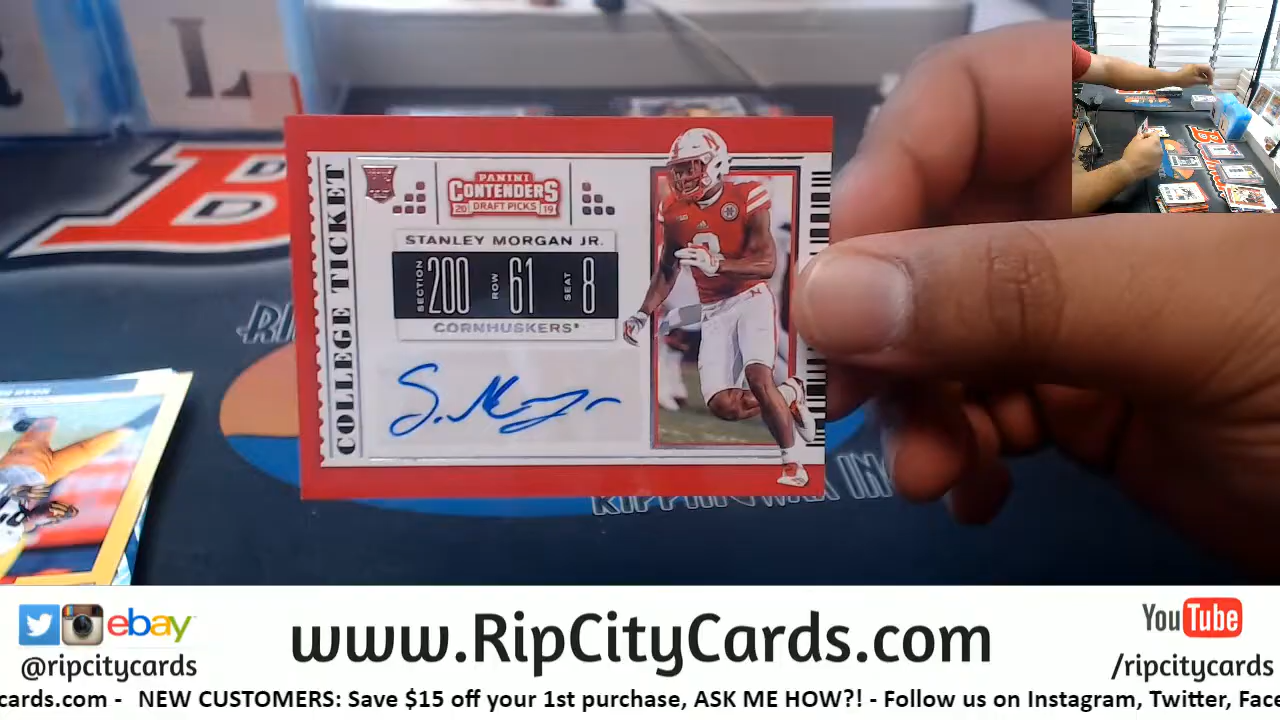 COLLEGE TICKET
RC
PANINI
CONTENDERS
2019 DRAFT PICKS
STANLEY MORGAN JR.
SECTION 200 ROW 61 SEAT 8
CORNHUSKERS
ebay
@ripcitycards
www.RipCityCards.com
YouTube
/ripcitycards
cards.com - NEW CUSTOMERS: Save $15 off your 1st purchase, ASK ME HOW?! - Follow us on Instagram, Twitter, Face